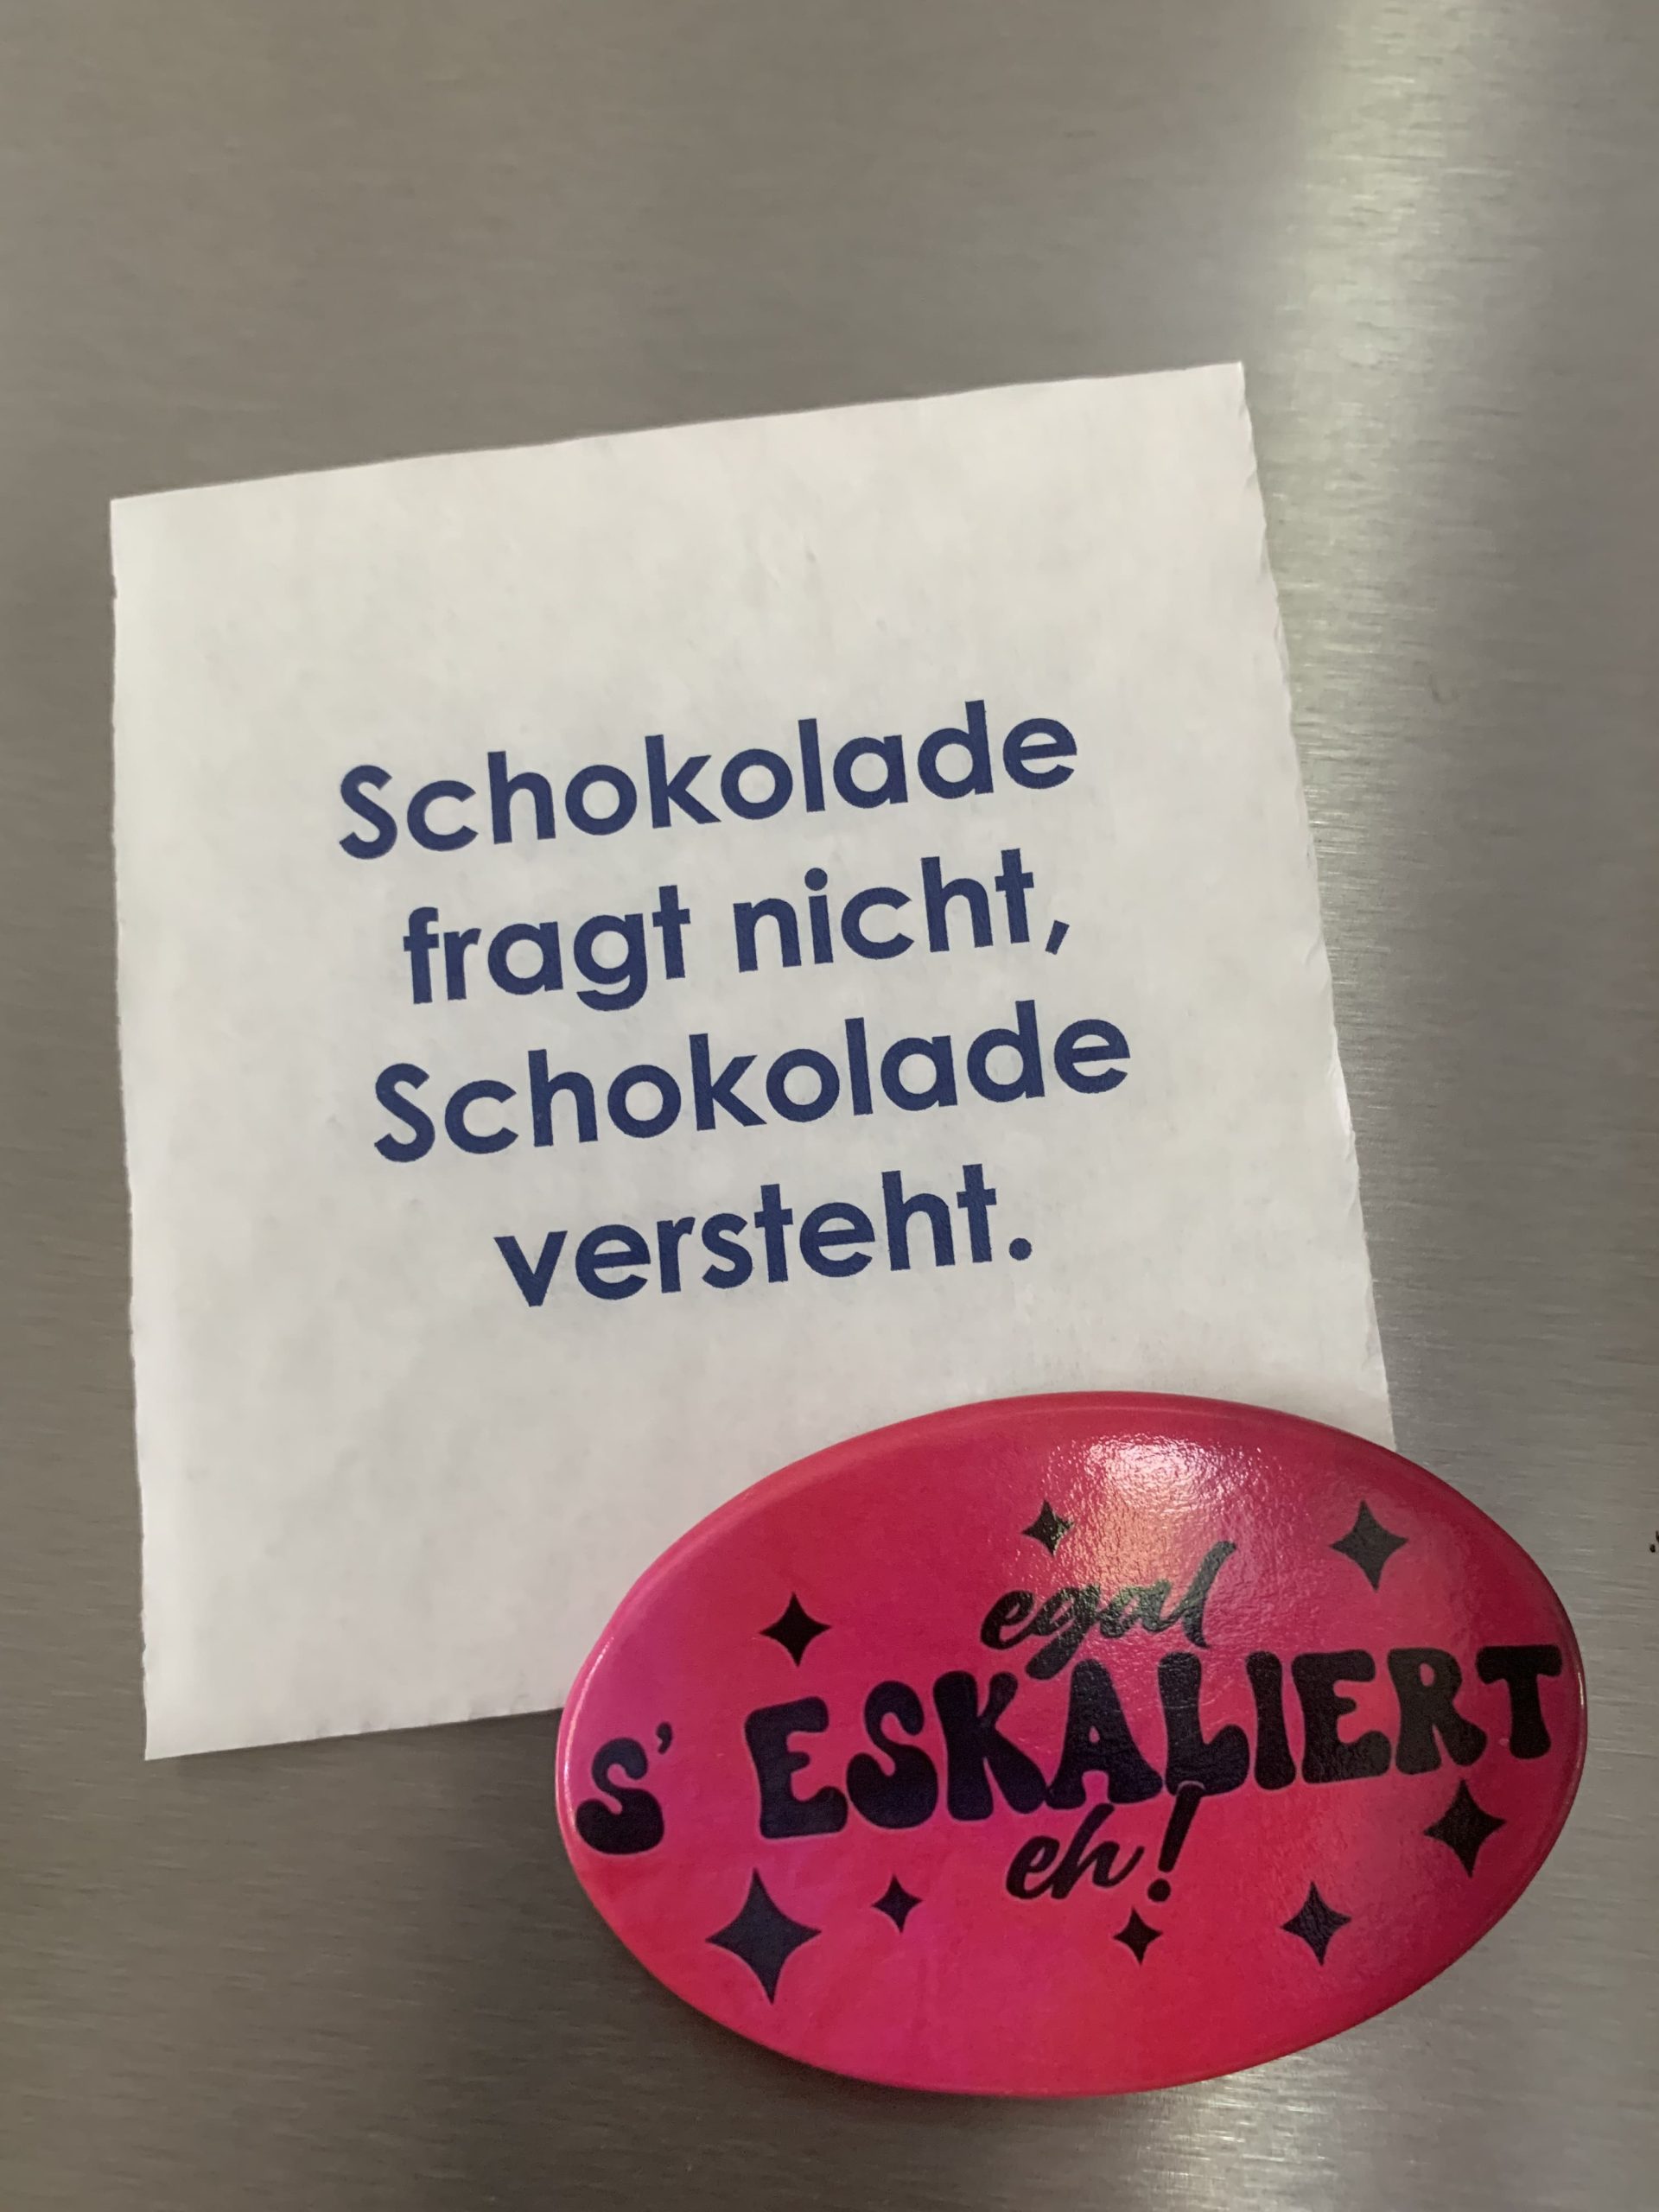 Schokolade
fragt nicht,
Schokolade
versteht.
egal
S' ESKALIERT
eh!